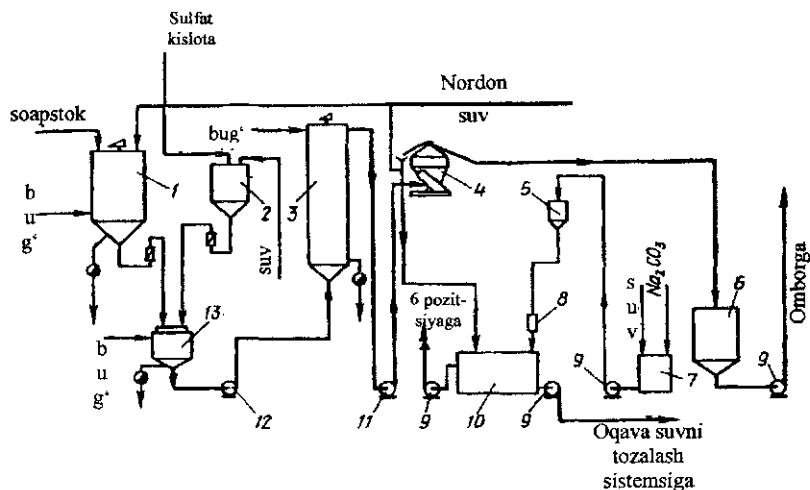 Sulfat
kislota
Nordon
suv
soapstok
bug‘
1
2
3
4
5
b
u
g‘
suv
Na₂CO₃
s
u
v
6
Omborga
6 pozit-
siyaga
8
13
7
b
u
g‘
12
11
9
10
9
9
9
Oqava suvni
tozalash
sistemsiga